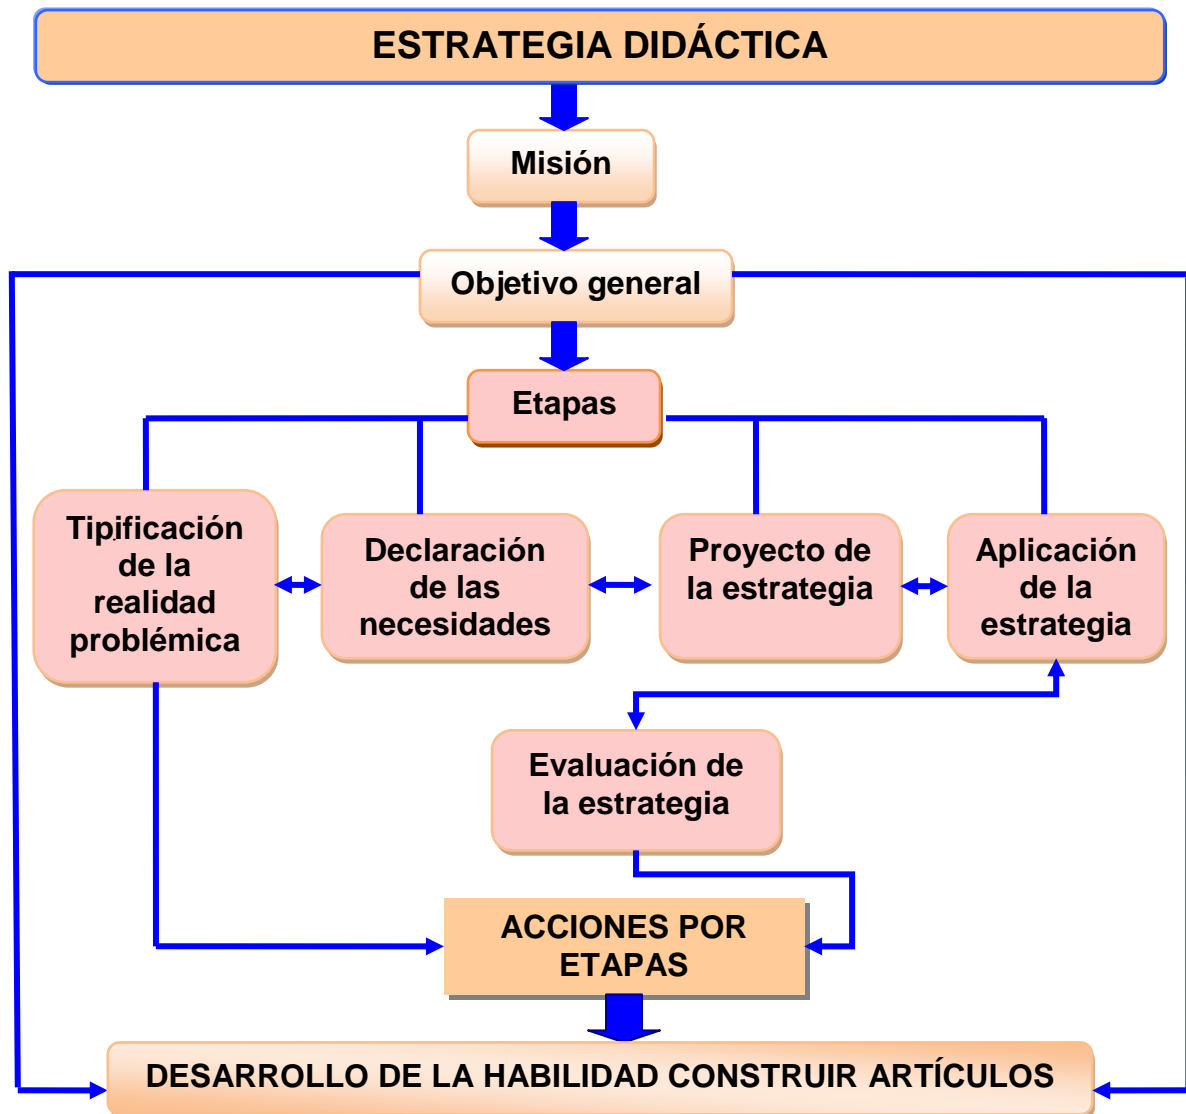 ESTRATEGIA DIDÁCTICA
Misión
Objetivo general
Etapas
Tipificación
de la
realidad
problémica
Declaración
de las
necesidades
Proyecto de
la estrategia
Aplicación
de la
estrategia
Evaluación de
la estrategia
ACCIONES POR
ETAPAS
DESARROLLO DE LA HABILIDAD CONSTRUIR ARTÍCULOS